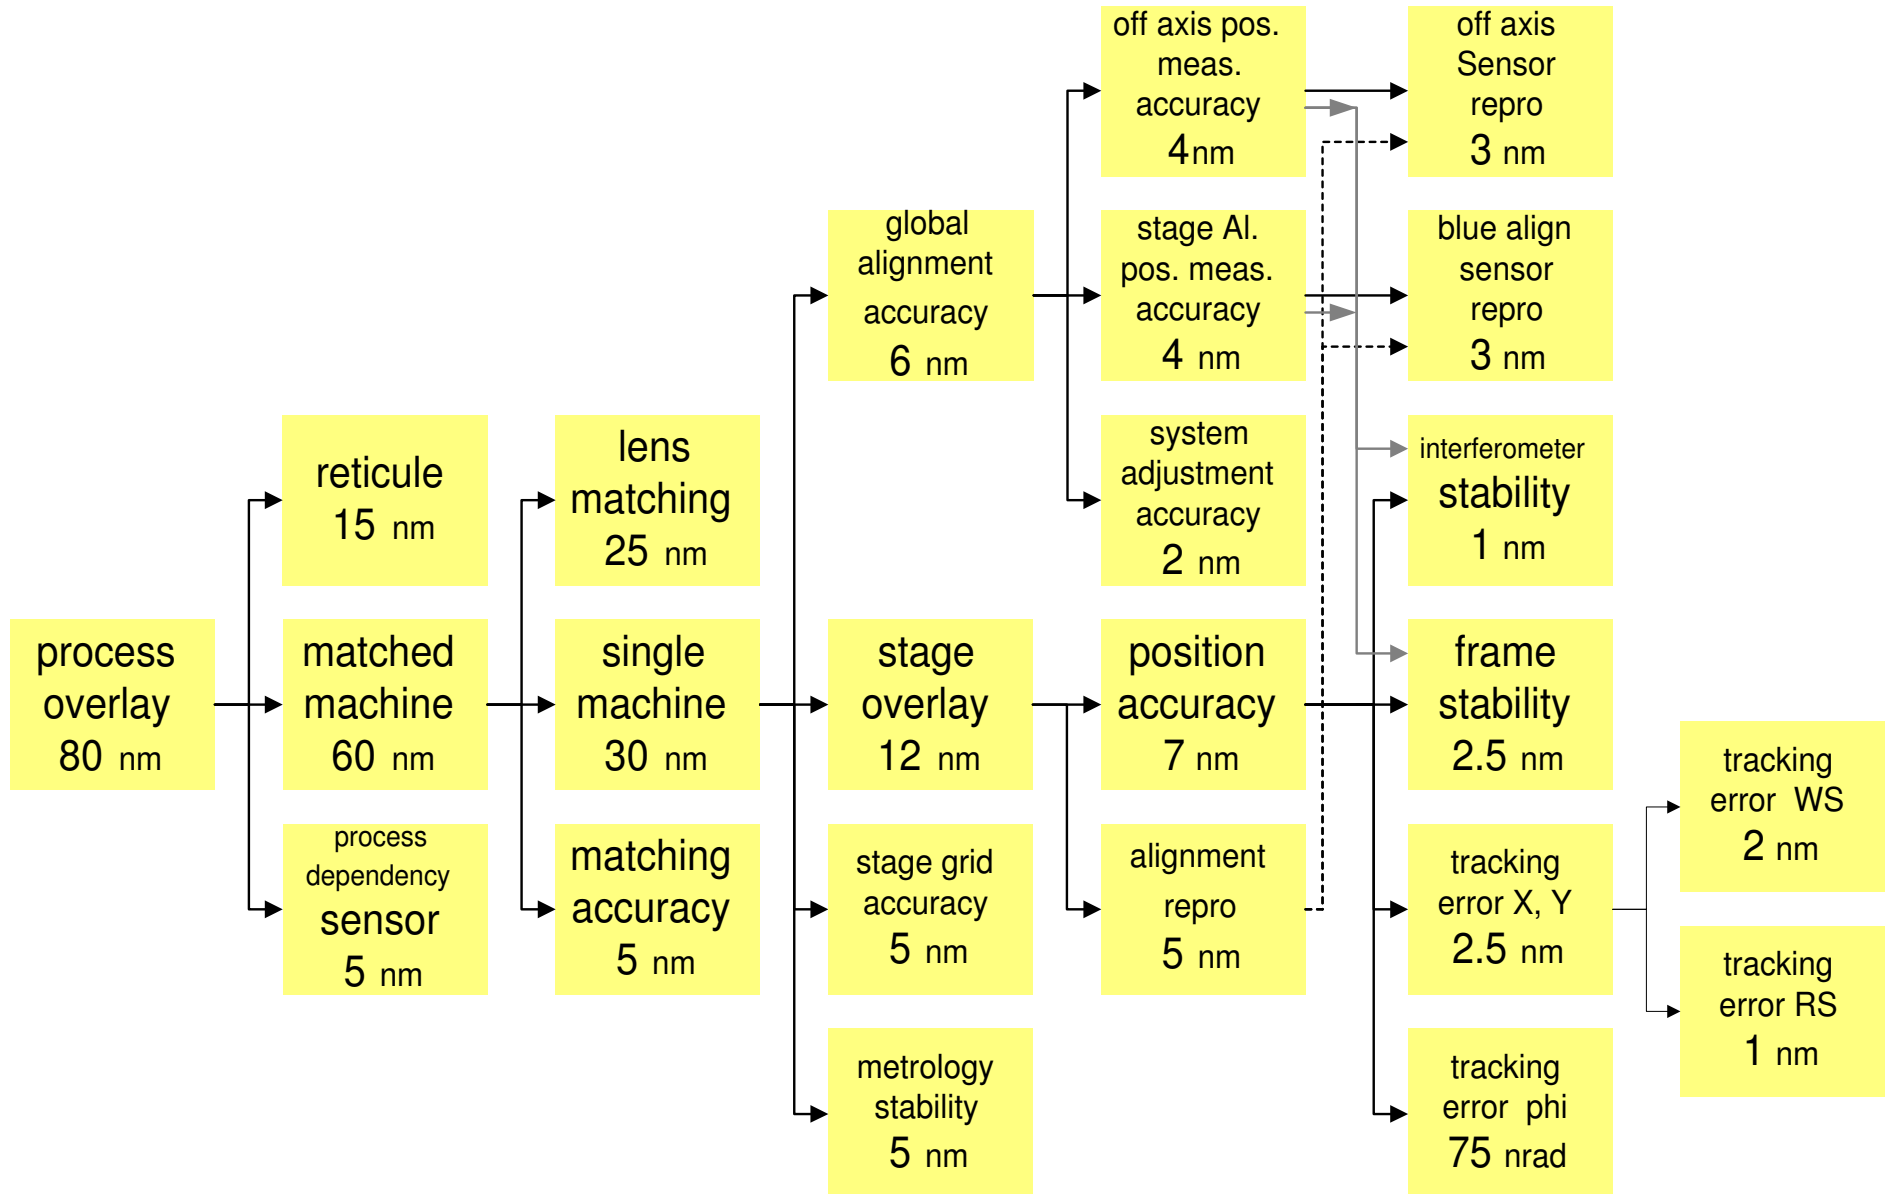 process
overlay
80 nm
reticule
15 nm
matched
machine
60 nm
process
dependency
sensor
5 nm
lens
matching
25 nm
single
machine
30 nm
matching
accuracy
5 nm
global
alignment
accuracy
6 nm
stage
overlay
12 nm
stage grid
accuracy
5 nm
metrology
stability
5 nm
off axis pos.
meas.
accuracy
4nm
stage Al.
pos. meas.
accuracy
4 nm
system
adjustment
accuracy
2 nm
position
accuracy
7 nm
alignment
repro
5 nm
off axis
Sensor
repro
3 nm
blue align
sensor
repro
3 nm
interferometer
stability
1 nm
frame
stability
2.5 nm
tracking
error X, Y
2.5 nm
tracking
error phi
75 nrad
tracking
error WS
2 nm
tracking
error RS
1 nm